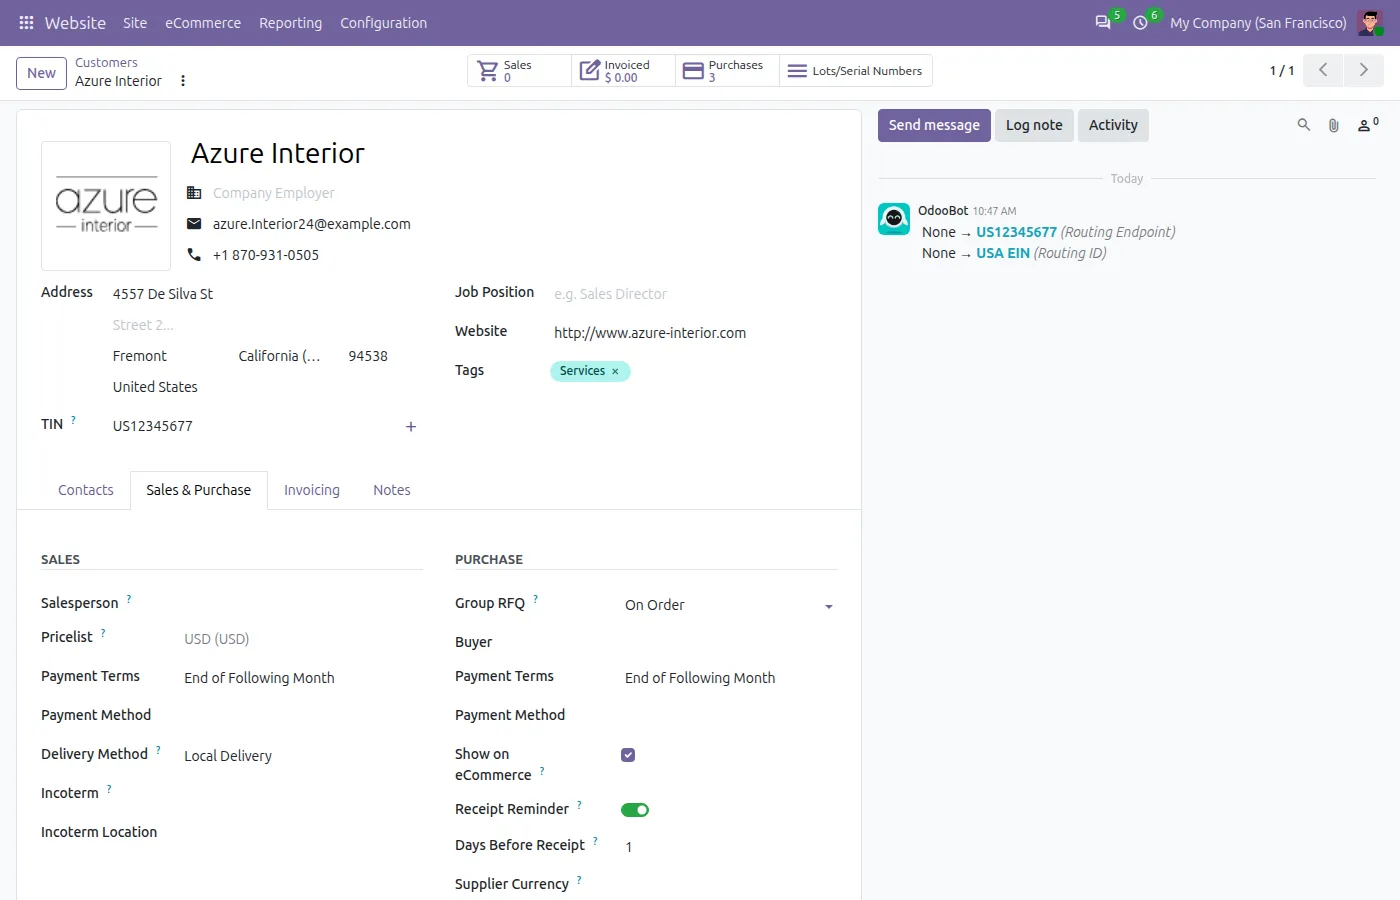 Website Site eCommerce Reporting Configuration 5 6 My Company (San Francisco)
New Customers
Azure Interior
Sales
0
Invoiced
$ 0.00
Purchases
3
Lots/Serial Numbers
1 / 1
azure
interior
Azure Interior
Company Employer
azure.Interior24@example.com
+1 870-931-0505
Address 4557 De Silva St
Street 2...
Fremont California (... 94538
United States
TIN ? US12345677 +
Job Position e.g. Sales Director
Website http://www.azure-interior.com
Tags Services ×
Contacts Sales & Purchase Invoicing Notes
SALES
Salesperson ?
Pricelist ? USD (USD)
Payment Terms End of Following Month
Payment Method
Delivery Method ? Local Delivery
Incoterm ?
Incoterm Location
PURCHASE
Group RFQ ? On Order
Buyer
Payment Terms End of Following Month
Payment Method
Show on
eCommerce ?
Receipt Reminder ?
Days Before Receipt ? 1
Supplier Currency ?
Send message Log note Activity 0
Today
OdooBot 10:47 AM
None → US12345677 (Routing Endpoint)
None → USA EIN (Routing ID)